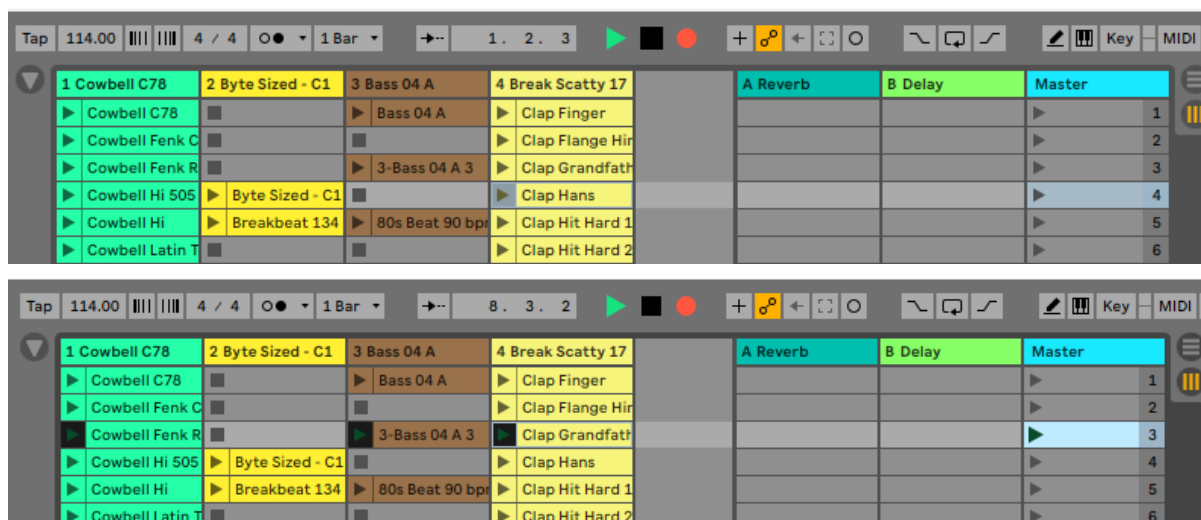 Tap 114.00 4 / 4 1 Bar 1. 2. 3 Key MIDI
1 Cowbell C78 2 Byte Sized - C1 3 Bass 04 A 4 Break Scatty 17 A Reverb B Delay Master
Cowbell C78 Bass 04 A Clap Finger 1
Cowbell Fenk C Clap Flange Hir 2
Cowbell Fenk R 3-Bass 04 A 3 Clap Grandfath 3
Cowbell Hi 505 Byte Sized - C1 Clap Hans 4
Cowbell Hi Breakbeat 134 80s Beat 90 bpr Clap Hit Hard 1 5
Cowbell Latin T Clap Hit Hard 2 6
Tap 114.00 4 / 4 1 Bar 8. 3. 2 Key MIDI
1 Cowbell C78 2 Byte Sized - C1 3 Bass 04 A 4 Break Scatty 17 A Reverb B Delay Master
Cowbell C78 Bass 04 A Clap Finger 1
Cowbell Fenk C Clap Flange Hir 2
Cowbell Fenk R 3-Bass 04 A 3 Clap Grandfath 3
Cowbell Hi 505 Byte Sized - C1 Clap Hans 4
Cowbell Hi Breakbeat 134 80s Beat 90 bpr Clap Hit Hard 1 5
Cowbell Latin T Clap Hit Hard 2 6